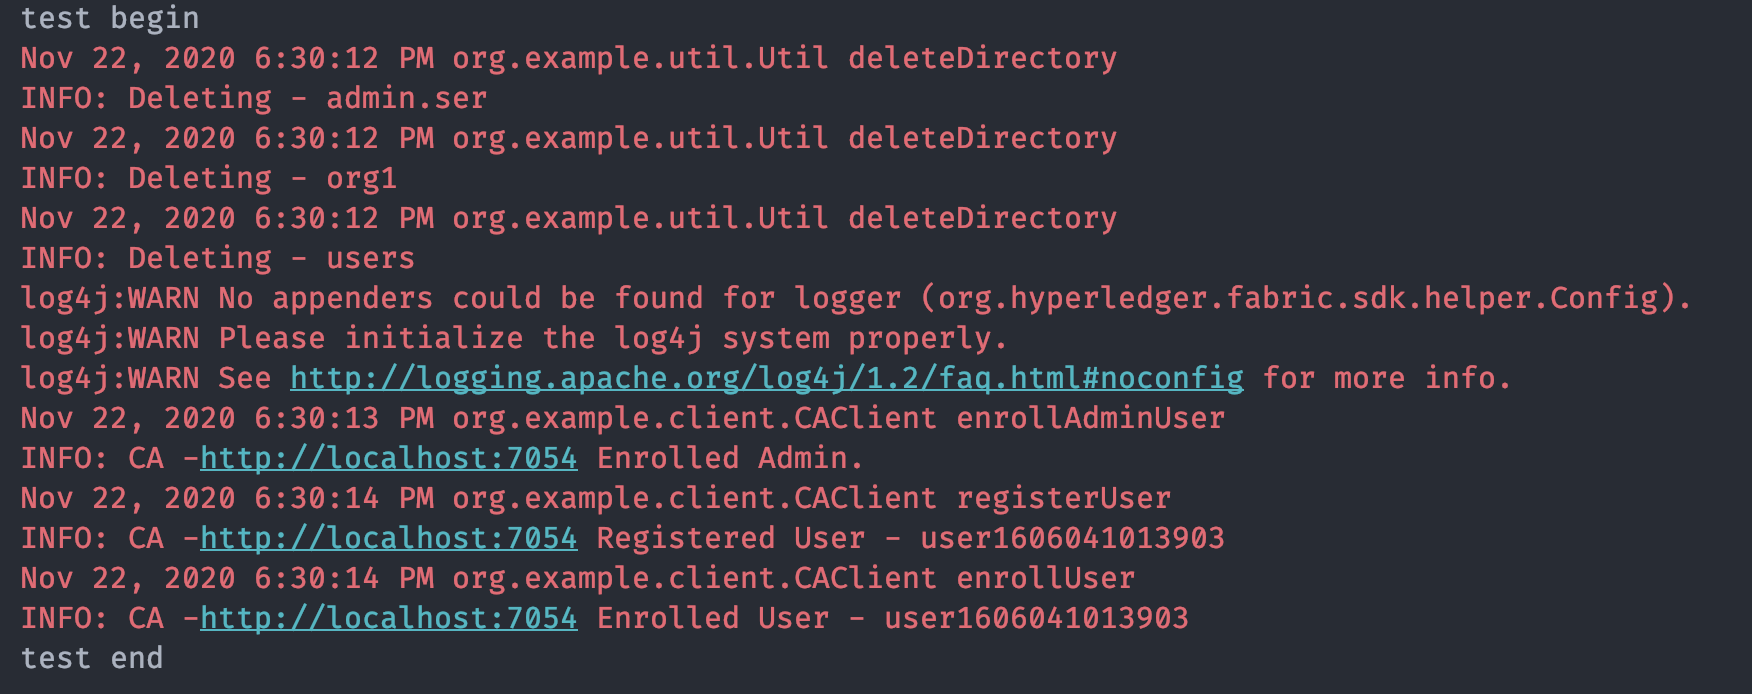 test begin
Nov 22, 2020 6:30:12 PM org.example.util.Util deleteDirectory
INFO: Deleting - admin.ser
Nov 22, 2020 6:30:12 PM org.example.util.Util deleteDirectory
INFO: Deleting - org1
Nov 22, 2020 6:30:12 PM org.example.util.Util deleteDirectory
INFO: Deleting - users
log4j:WARN No appenders could be found for logger (org.hyperledger.fabric.sdk.helper.Config).
log4j:WARN Please initialize the log4j system properly.
log4j:WARN See http://logging.apache.org/log4j/1.2/faq.html#noconfig for more info.
Nov 22, 2020 6:30:13 PM org.example.client.CAClient enrollAdminUser
INFO: CA -http://localhost:7054 Enrolled Admin.
Nov 22, 2020 6:30:14 PM org.example.client.CAClient registerUser
INFO: CA -http://localhost:7054 Registered User - user1606041013903
Nov 22, 2020 6:30:14 PM org.example.client.CAClient enrollUser
INFO: CA -http://localhost:7054 Enrolled User - user1606041013903
test end